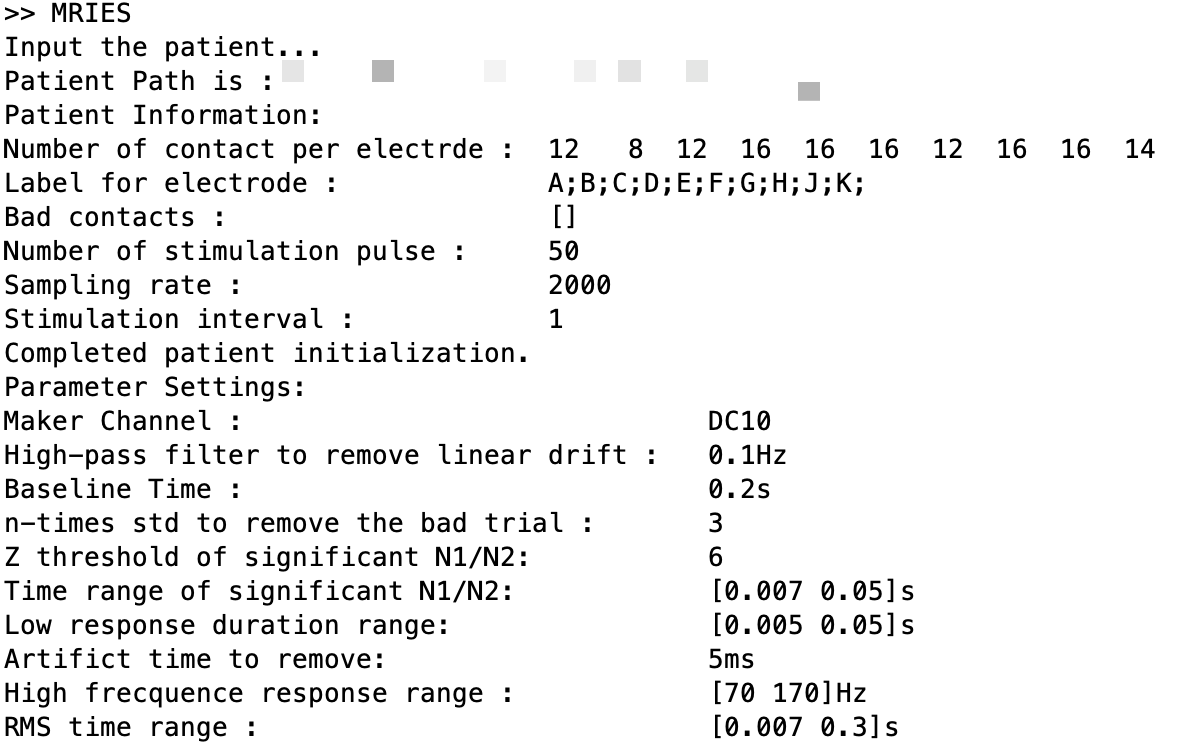 >> MRIES
Input the patient...
Patient Path is :
Patient Information:
Number of contact per electrde : 12 8 12 16 16 16 12 16 16 14
Label for electrode : A;B;C;D;E;F;G;H;J;K;
Bad contacts : []
Number of stimulation pulse : 50
Sampling rate : 2000
Stimulation interval : 1
Completed patient initialization.
Parameter Settings:
Maker Channel : DC10
High-pass filter to remove linear drift : 0.1Hz
Baseline Time : 0.2s
n-times std to remove the bad trial : 3
Z threshold of significant N1/N2: 6
Time range of significant N1/N2: [0.007 0.05]s
Low response duration range: [0.005 0.05]s
Artifict time to remove: 5ms
High frecquence response range : [70 170]Hz
RMS time range : [0.007 0.3]s